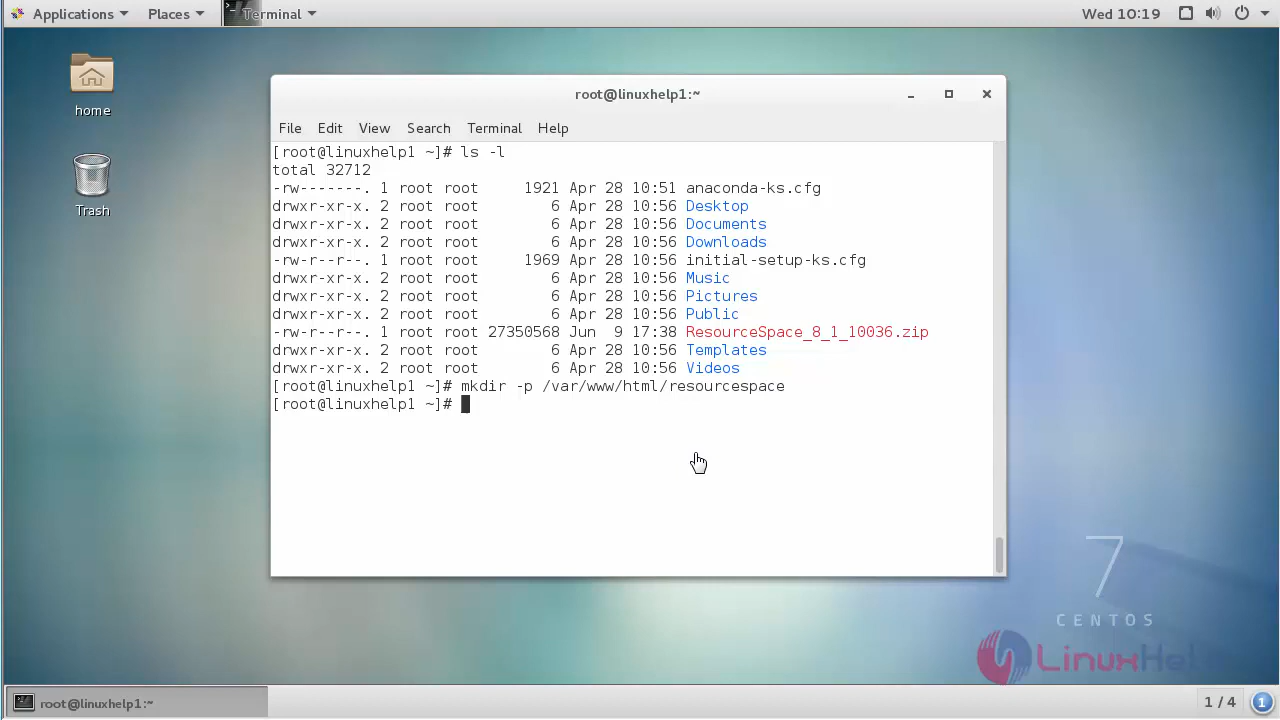 Applications Places Terminal Wed 10:19
home
Trash
root@linuxhelp1:~
File Edit View Search Terminal Help
[root@linuxhelp1 ~]# ls -l
total 32712
-rw-------. 1 root root 1921 Apr 28 10:51 anaconda-ks.cfg
drwxr-xr-x. 2 root root 6 Apr 28 10:56 Desktop
drwxr-xr-x. 2 root root 6 Apr 28 10:56 Documents
drwxr-xr-x. 2 root root 6 Apr 28 10:56 Downloads
-rw-r--r--. 1 root root 1969 Apr 28 10:56 initial-setup-ks.cfg
drwxr-xr-x. 2 root root 6 Apr 28 10:56 Music
drwxr-xr-x. 2 root root 6 Apr 28 10:56 Pictures
drwxr-xr-x. 2 root root 6 Apr 28 10:56 Public
-rw-r--r--. 1 root root 27350568 Jun 9 17:38 ResourceSpace_8_1_10036.zip
drwxr-xr-x. 2 root root 6 Apr 28 10:56 Templates
drwxr-xr-x. 2 root root 6 Apr 28 10:56 Videos
[root@linuxhelp1 ~]# mkdir -p /var/www/html/resourcespace
[root@linuxhelp1 ~]#
7
CENTOS
LinuxHelp
root@linuxhelp1:~ 1 / 4 1